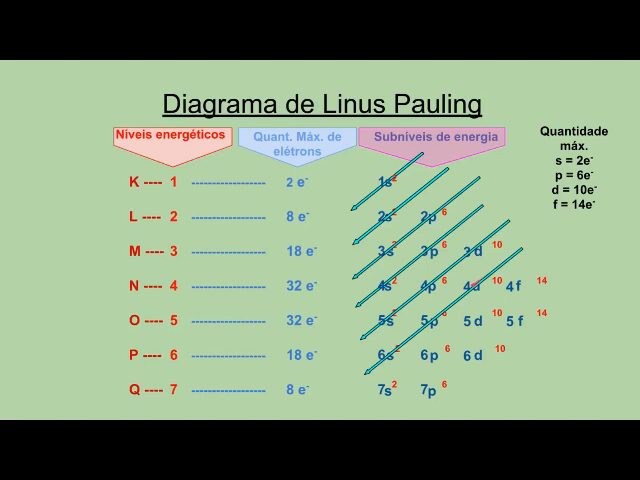 Diagrama de Linus Pauling
Níveis energéticos
Quant. Máx. de
elétrons
Subníveis de energia
Quantidade
máx.
s = 2e-
p = 6e-
d = 10e-
f = 14e-
K ---- 1 ------------------ 2 e- 1s2
L ---- 2 ------------------ 8 e- 2s2 2p6
M ---- 3 ------------------ 18 e- 3s2 3p6 3d10
N ---- 4 ------------------ 32 e- 4s2 4p6 4d10 4f14
O ---- 5 ------------------ 32 e- 5s2 5p6 5d10 5f14
P ---- 6 ------------------ 18 e- 6s2 6p6 6d10
Q ---- 7 ------------------ 8 e- 7s2 7p6